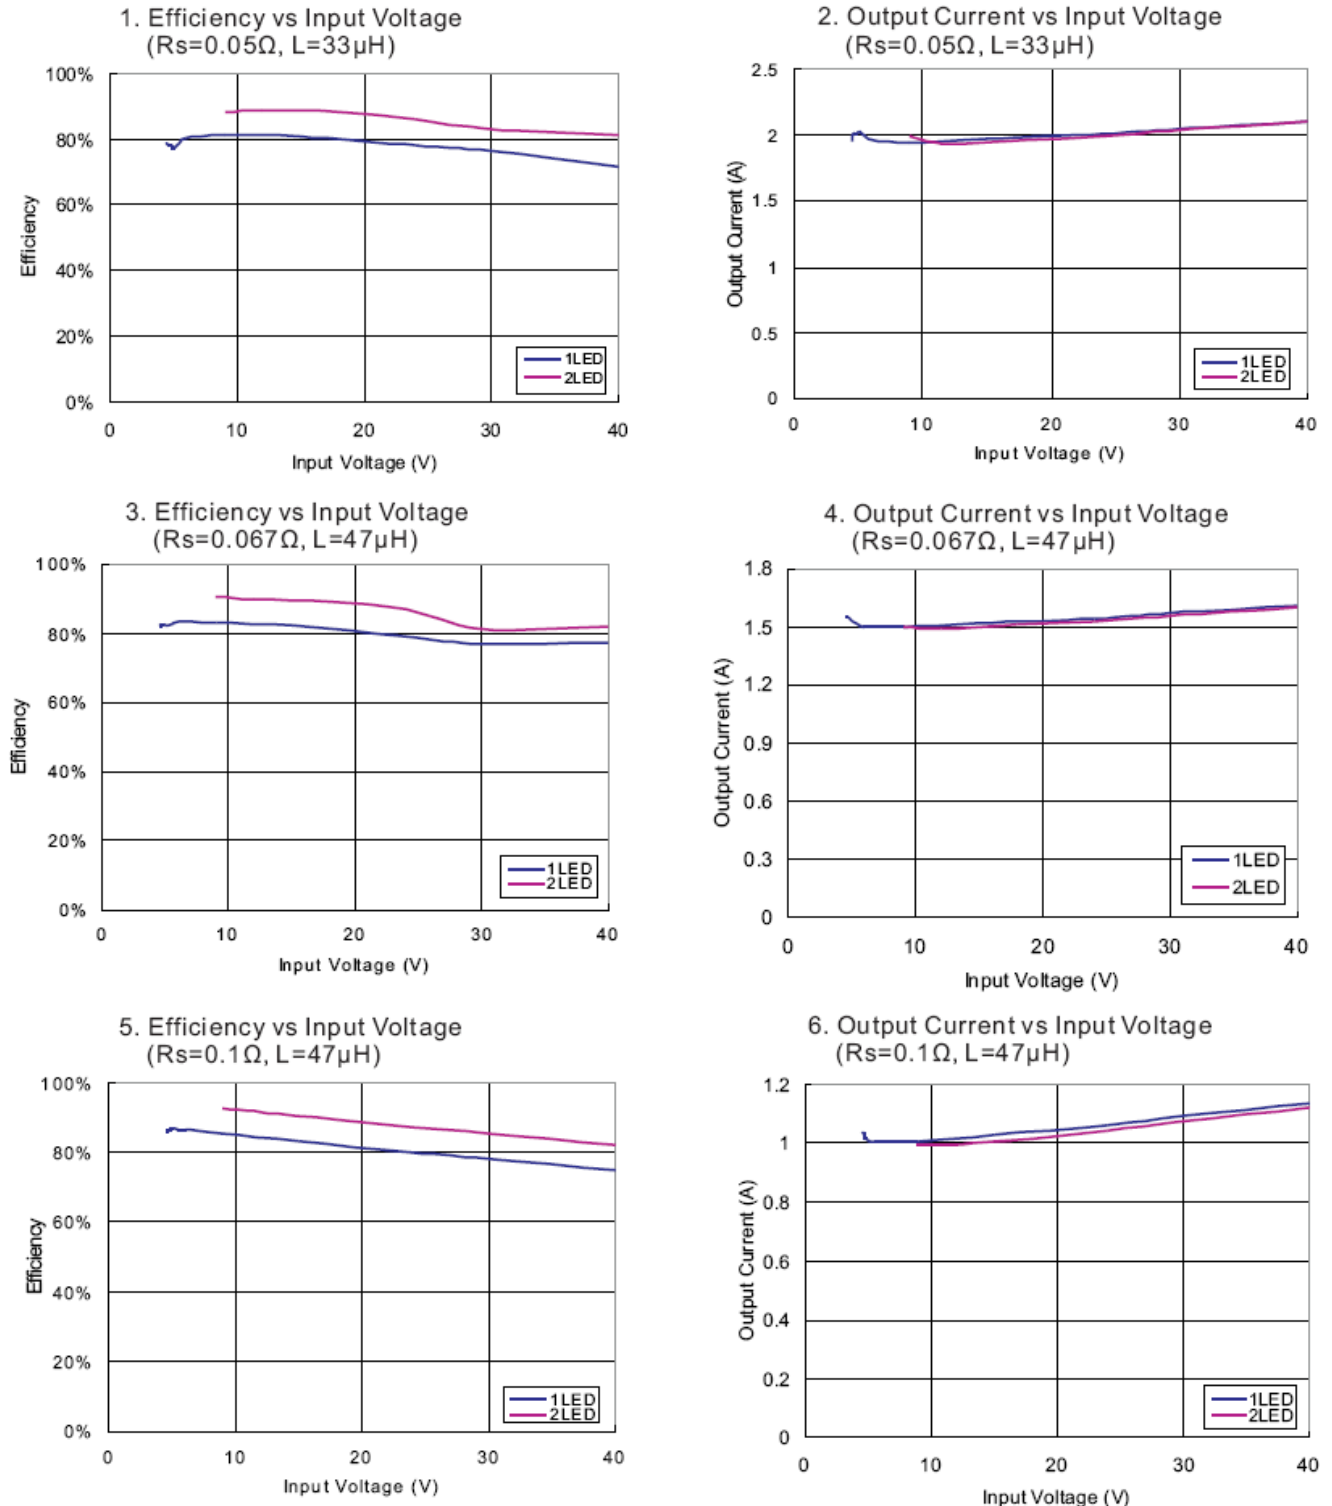 1. Efficiency vs Input Voltage
(Rs=0.05Ω, L=33μH)
100%
80%
60%
40%
20%
0%
Efficiency
1LED
2LED
0 10 20 30 40
Input Voltage (V)
2. Output Current vs Input Voltage
(Rs=0.05Ω, L=33μH)
2.5
2
1.5
1
0.5
0
Output Current (A)
1LED
2LED
0 10 20 30 40
Input Voltage (V)
3. Efficiency vs Input Voltage
(Rs=0.067Ω, L=47μH)
100%
80%
60%
40%
20%
0%
Efficiency
1LED
2LED
0 10 20 30 40
Input Voltage (V)
4. Output Current vs Input Voltage
(Rs=0.067Ω, L=47μH)
1.8
1.5
1.2
0.9
0.6
0.3
0
Output Current (A)
1LED
2LED
0 10 20 30 40
Input Voltage (V)
5. Efficiency vs Input Voltage
(Rs=0.1Ω, L=47μH)
100%
80%
60%
40%
20%
0%
Efficiency
1LED
2LED
0 10 20 30 40
Input Voltage (V)
6. Output Current vs Input Voltage
(Rs=0.1Ω, L=47μH)
1.2
1
0.8
0.6
0.4
0.2
0
Output Current (A)
1LED
2LED
0 10 20 30 40
Input Voltage (V)